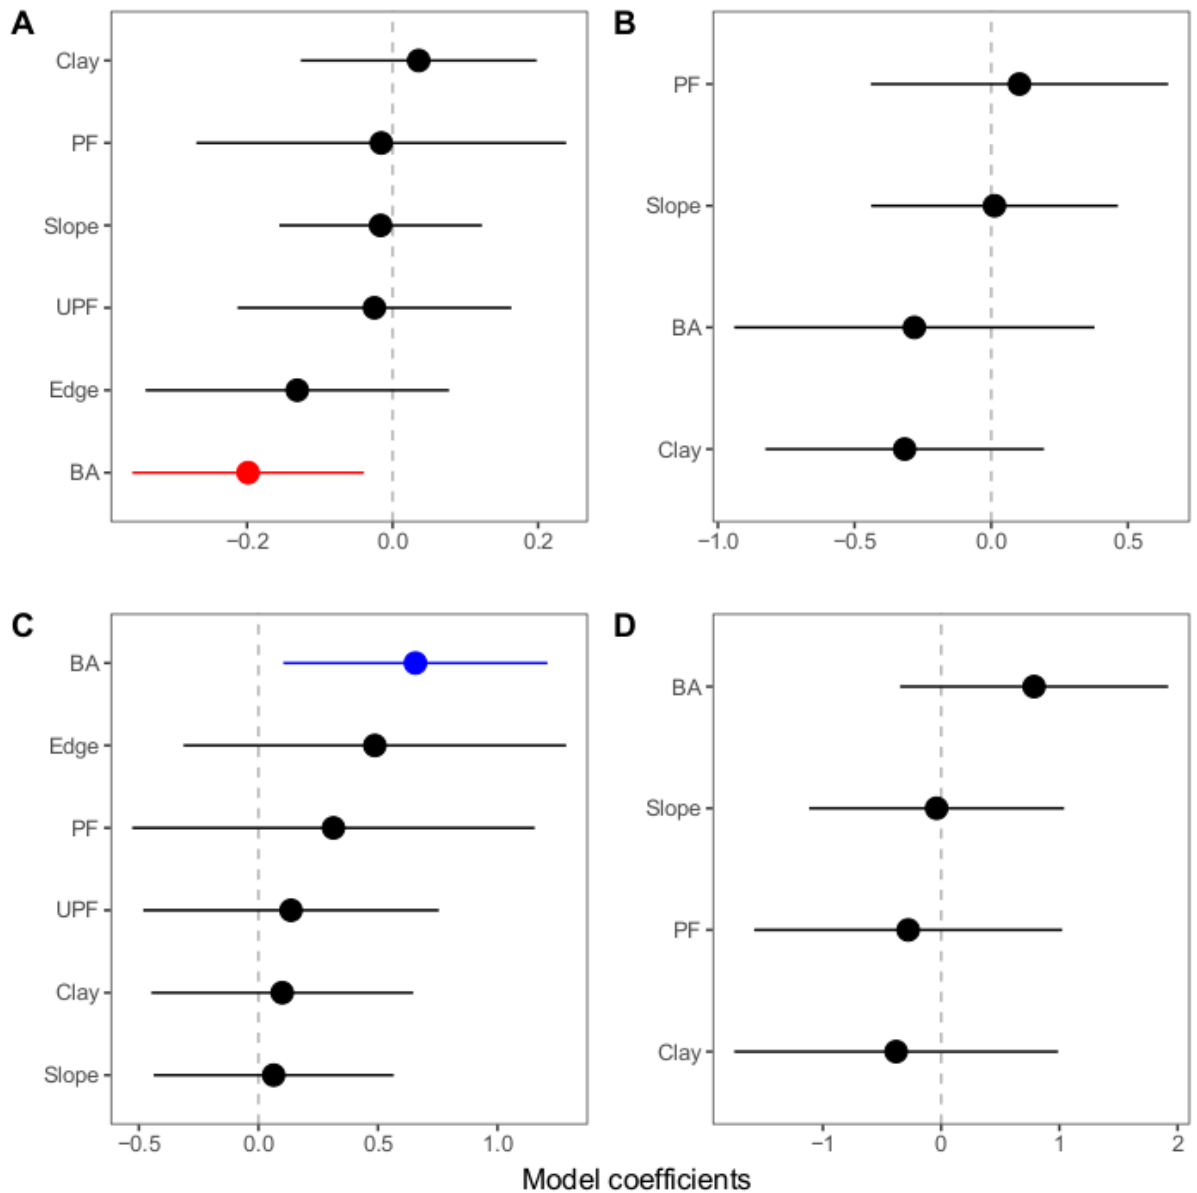 A
Clay
PF
Slope
UPF
Edge
BA
−0.2 0.0 0.2
B
PF
Slope
BA
Clay
−1.0 −0.5 0.0 0.5
C
BA
Edge
PF
UPF
Clay
Slope
−0.5 0.0 0.5 1.0
D
BA
Slope
PF
Clay
−1 0 1 2
Model coefficients